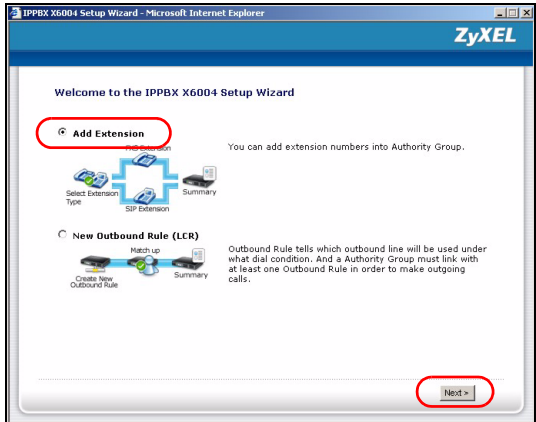 IPPBX X6004 Setup Wizard - Microsoft Internet Explorer
ZyXEL
Welcome to the IPPBX X6004 Setup Wizard
Add Extension
You can add extension numbers into Authority Group.
Extension
Select Extension
Type
Summary
SIP Extension
New Outbound Rule (LCR)
Match up
Outbound Rule tells which outbound line will be used under
what dial condition. And a Authority Group must link with
at least one Outbound Rule in order to make outgoing
calls.
Create New
Outbound Rule
Summary
Next >